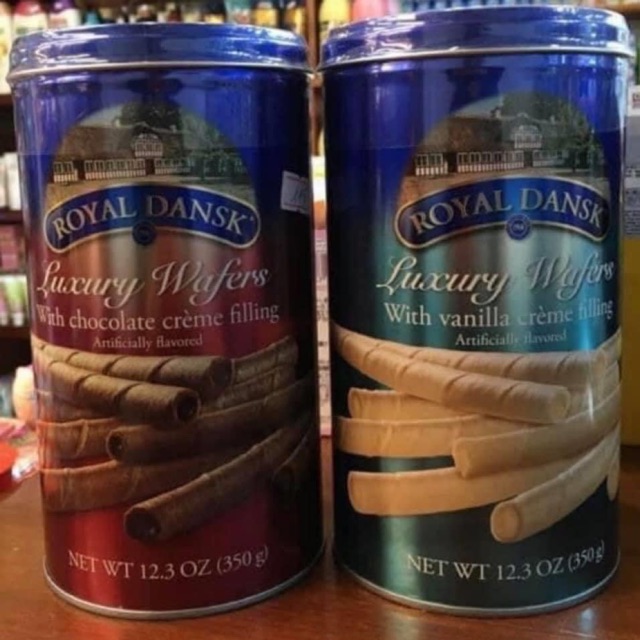 ROYAL DANSK
Luxury Wafers
With chocolate crème filling
Artificially flavored
NET WT 12.3 OZ (350 g)
ROYAL DANSK
Luxury Wafers
With vanilla crème filling
Artificially flavored
NET WT 12.3 OZ (350 g)